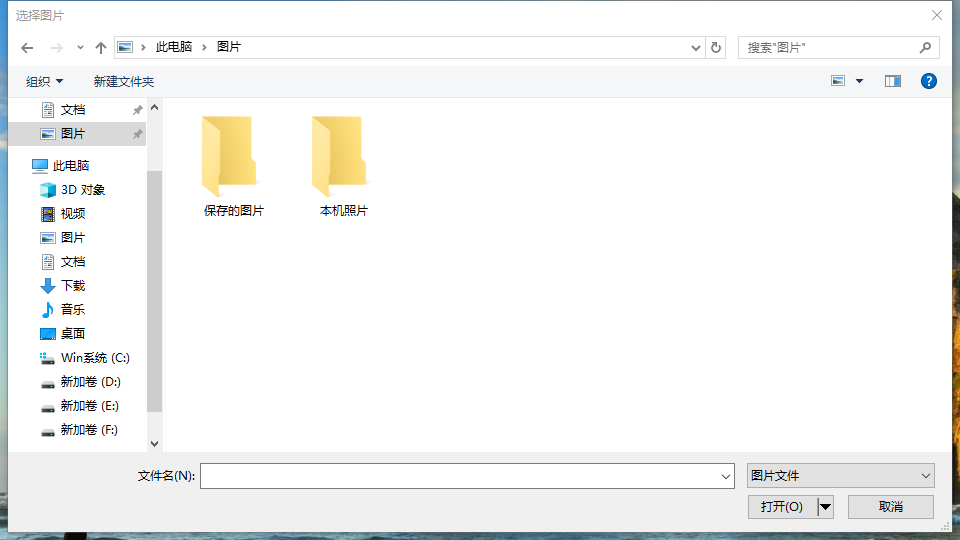 选择图片
此电脑 图片
搜索"图片"
组织 新建文件夹
文档
图片
此电脑
3D 对象
视频
图片
文档
下载
音乐
桌面
Win系统 (C:)
新加卷 (D:)
新加卷 (E:)
新加卷 (F:)
保存的图片 本机照片
文件名(N): 图片文件
打开(O) 取消